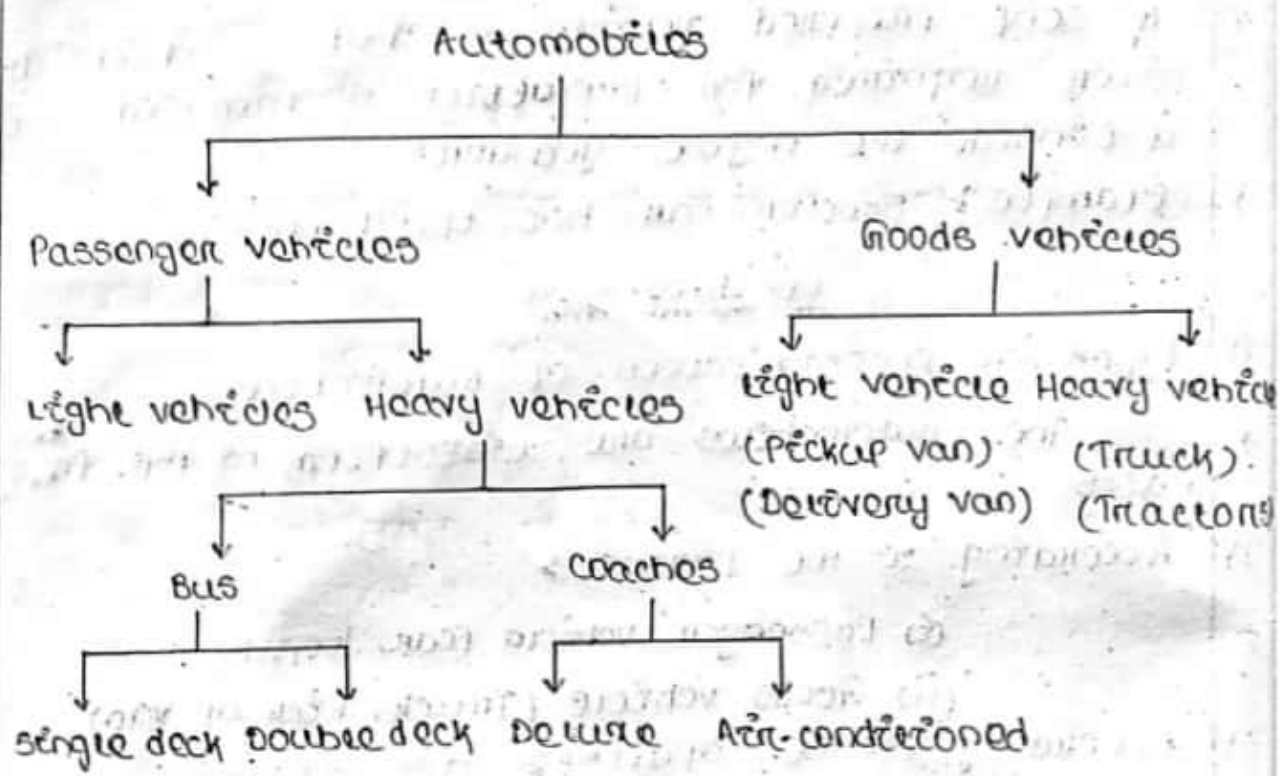 Automobiles
Passenger vehicles Goods vehicles
Light vehicles Heavy vehicles Light vehicle Heavy vehicle
(Pickup van) (Truck)
(Delivery van) (Tractors)
Bus Coaches
Single deck Double deck Deluxe Air-conditioned